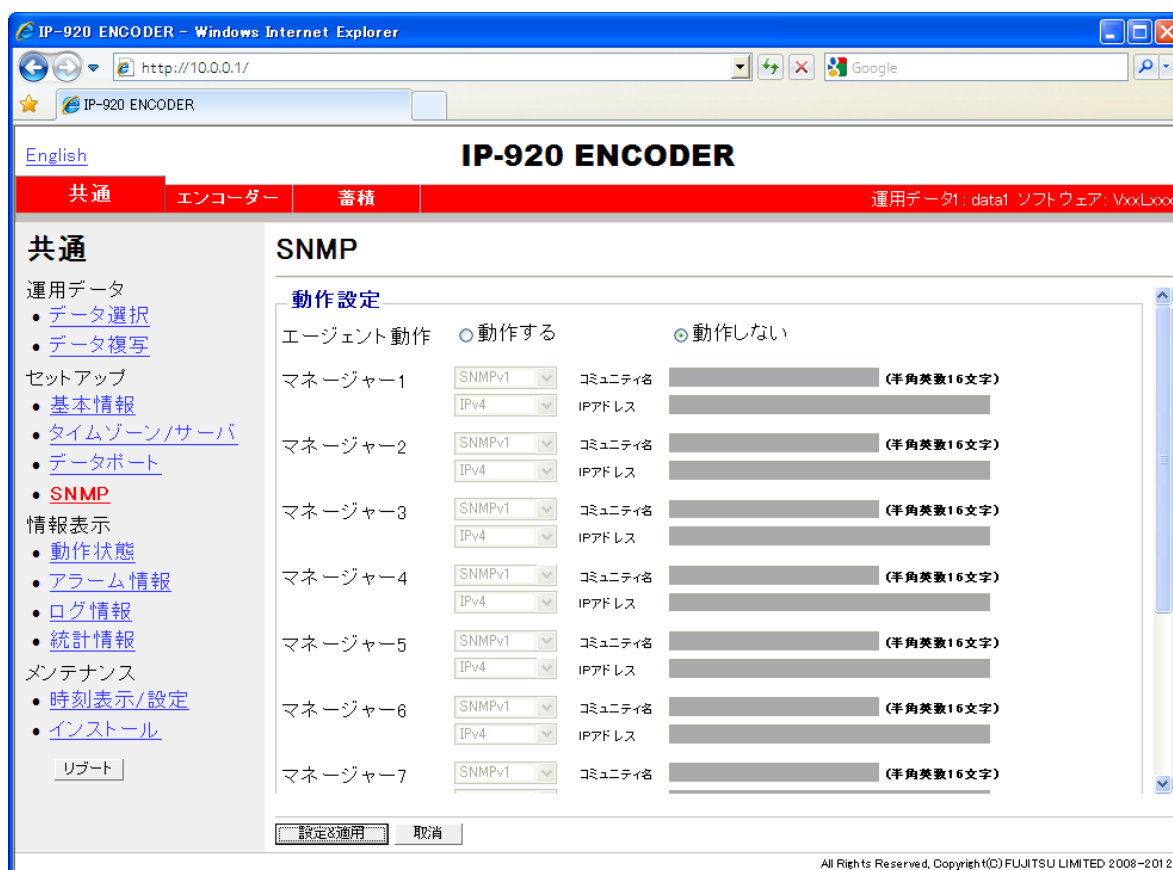 IP-920 ENCODER - Windows Internet Explorer
http://10.0.0.1/
Google
IP-920 ENCODER
English
IP-920 ENCODER
共通
エンコーダー
蓄積
運用データ1: data1 ソフトウェア: VxxLxxx
共通
運用データ
データ選択
データ複写
セットアップ
基本情報
タイムゾーン/サーバ
データポート
SNMP
情報表示
動作状態
アラーム情報
ログ情報
統計情報
メンテナンス
時刻表示/設定
インストール
リブート
SNMP
動作設定
エージェント動作 動作する 動作しない
マネージャー1 SNMPv1 コミュニティ名 (半角英数16文字)
IPv4 IPアドレス
マネージャー2 SNMPv1 コミュニティ名 (半角英数16文字)
IPv4 IPアドレス
マネージャー3 SNMPv1 コミュニティ名 (半角英数16文字)
IPv4 IPアドレス
マネージャー4 SNMPv1 コミュニティ名 (半角英数16文字)
IPv4 IPアドレス
マネージャー5 SNMPv1 コミュニティ名 (半角英数16文字)
IPv4 IPアドレス
マネージャー6 SNMPv1 コミュニティ名 (半角英数16文字)
IPv4 IPアドレス
マネージャー7 SNMPv1 コミュニティ名 (半角英数16文字)
設定&適用 取消
All Rights Reserved, Copyright(C) FUJITSU LIMITED 2008-2012